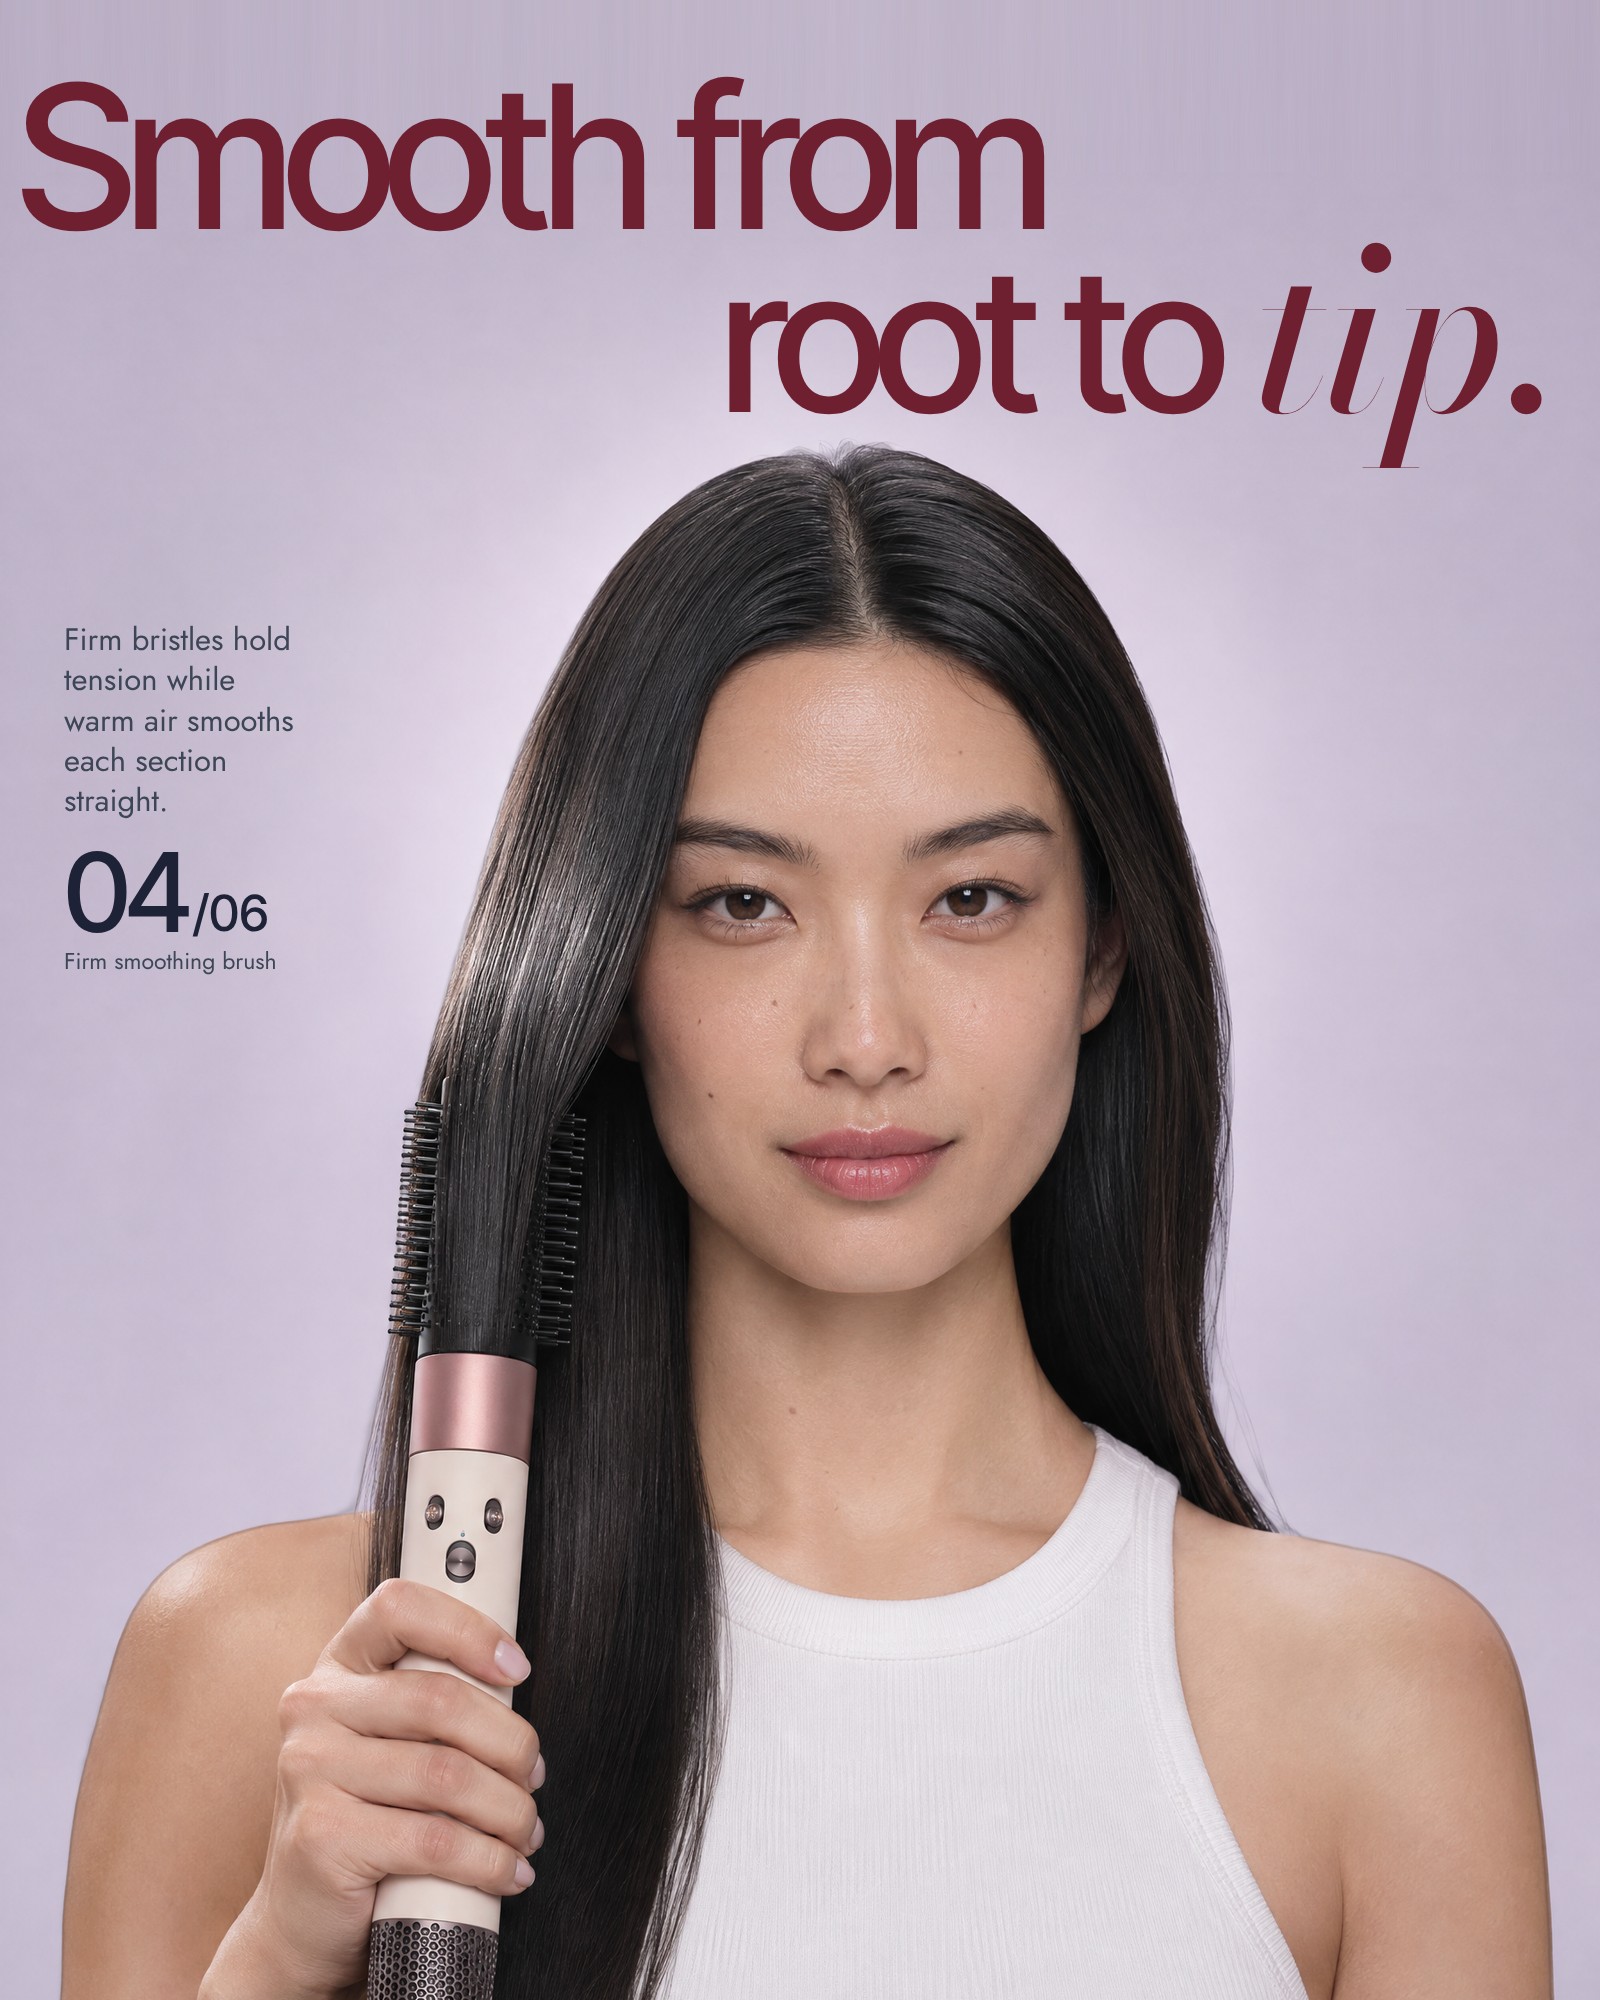 Smooth from
root to tip.
Firm bristles hold
tension while
warm air smooths
each section
straight.
04/06
Firm smoothing brush